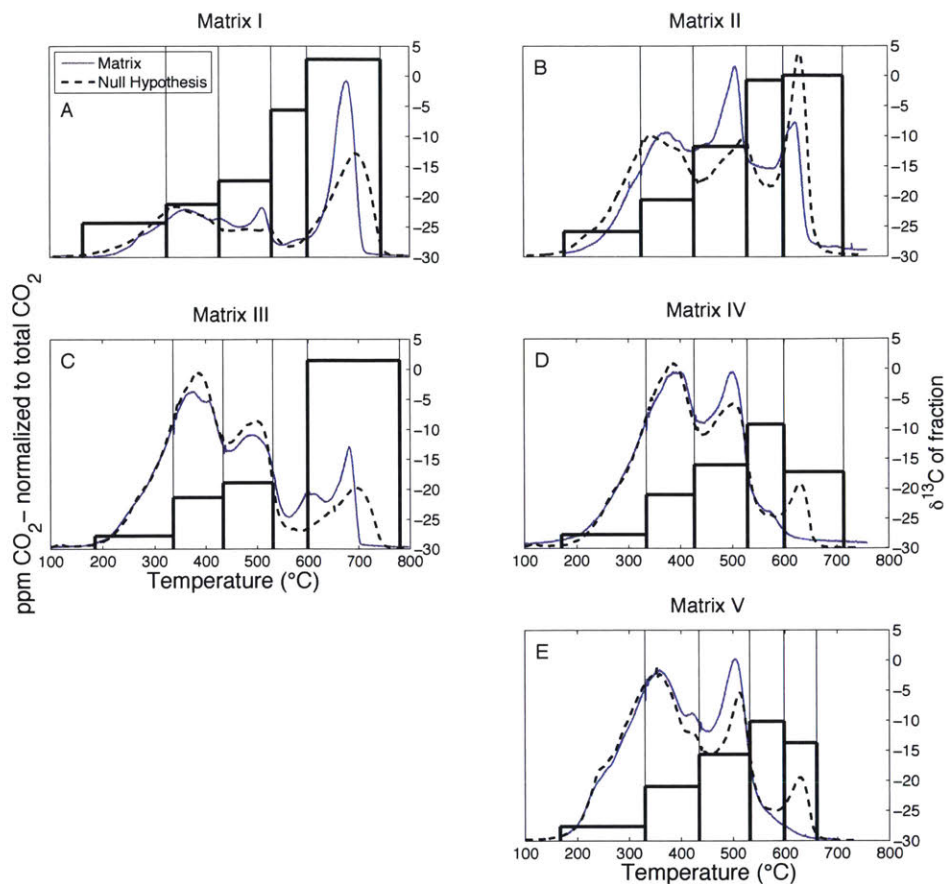 Matrix I
Matrix
Null Hypothesis
A
5
0
−5
−10
−15
−20
−25
−30
Matrix II
B
5
0
−5
−10
−15
−20
−25
−30
Matrix III
C
5
0
−5
−10
−15
−20
−25
−30
100 200 300 400 500 600 700 800
Temperature (°C)
Matrix IV
D
5
0
−5
−10
−15
−20
−25
−30
100 200 300 400 500 600 700 800
Matrix V
E
5
0
−5
−10
−15
−20
−25
−30
100 200 300 400 500 600 700 800
Temperature (°C)
ppm CO₂− normalized to total CO₂
δ¹³C of fraction